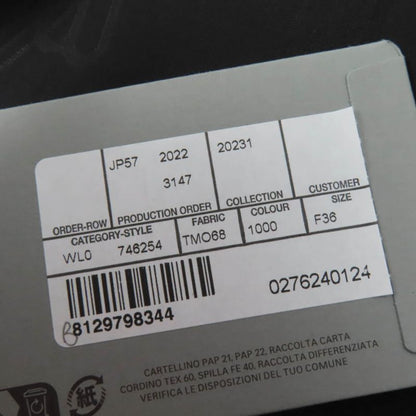 JP57 2022 20231
3147
ORDER-ROW PRODUCTION ORDER COLLECTION CUSTOMER
CATEGORY-STYLE FABRIC COLOUR SIZE
WL0 746254 TMO68 1000 F36
8129798344 0276240124
CARTELLINO PAP 21, PAP 22, RACCOLTA CARTA
CORDINO TEX 60, SPILLA FE 40, RACCOLTA DIFFERENZIATA
VERIFICA LE DISPOSIZIONI DEL TUO COMUNE
紙